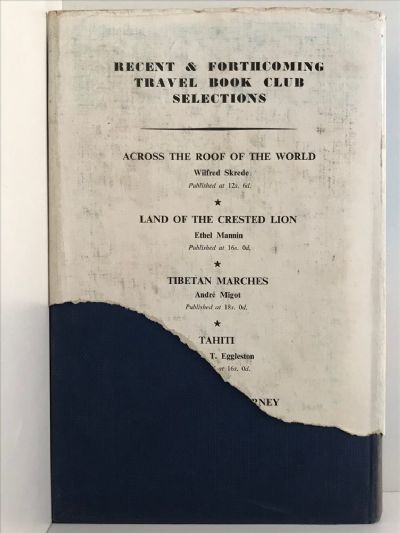 RECENT & FORTHCOMING
TRAVEL BOOK CLUB
SELECTIONS
ACROSS THE ROOF OF THE WORLD
Wilfred Skrede
Published at 12s. 6d.
★
LAND OF THE CRESTED LION
Ethel Mannin
Published at 16s. 0d.
★
TIBETAN MARCHES
André Migot
Published at 18s. 0d.
★
TAHITI
T. Eggleston
at 16s. 0d.
RNEY